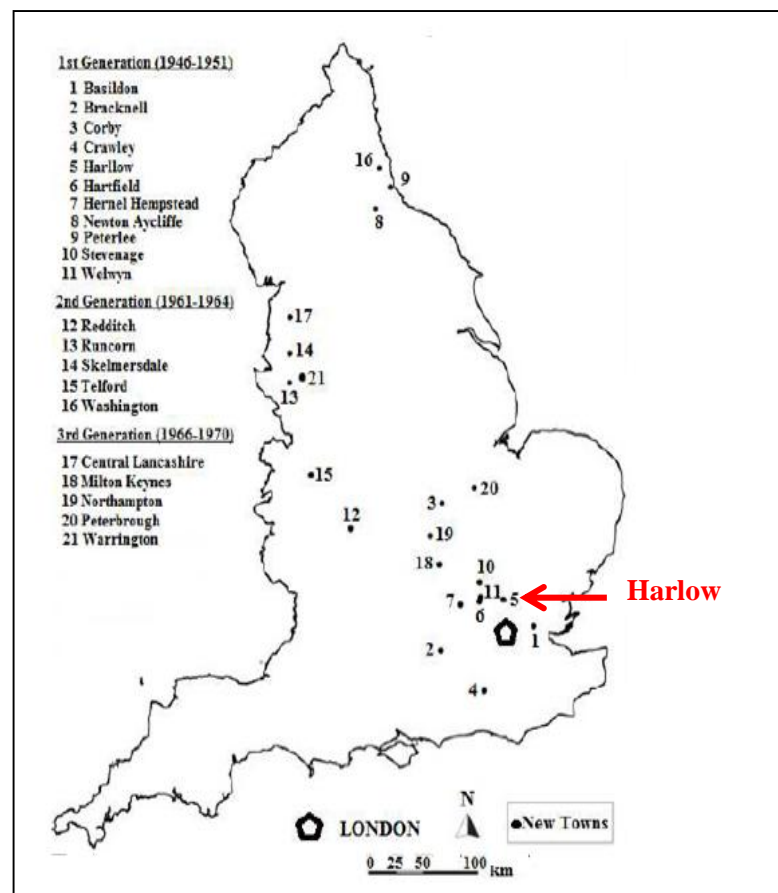 1st Generation (1946-1951)
1 Basildon
2 Bracknell
3 Corby
4 Crawley
5 Harllow
6 Hartfield
7 Hernel Hempstead
8 Newton Aycliffe
9 Peterlee
10 Stevenage
11 Welwyn
2nd Generation (1961-1964)
12 Redditch
13 Runcorn
14 Skelmersdale
15 Telford
16 Washington
3rd Generation (1966-1970)
17 Central Lancashire
18 Milton Keynes
19 Northampton
20 Peterbrough
21 Warrington
16
9
8
17
14
21
13
15
20
3
12
19
18
10
11
5
Harlow
7
6
1
2
4
N
LONDON
New Towns
0 25 50 100 km